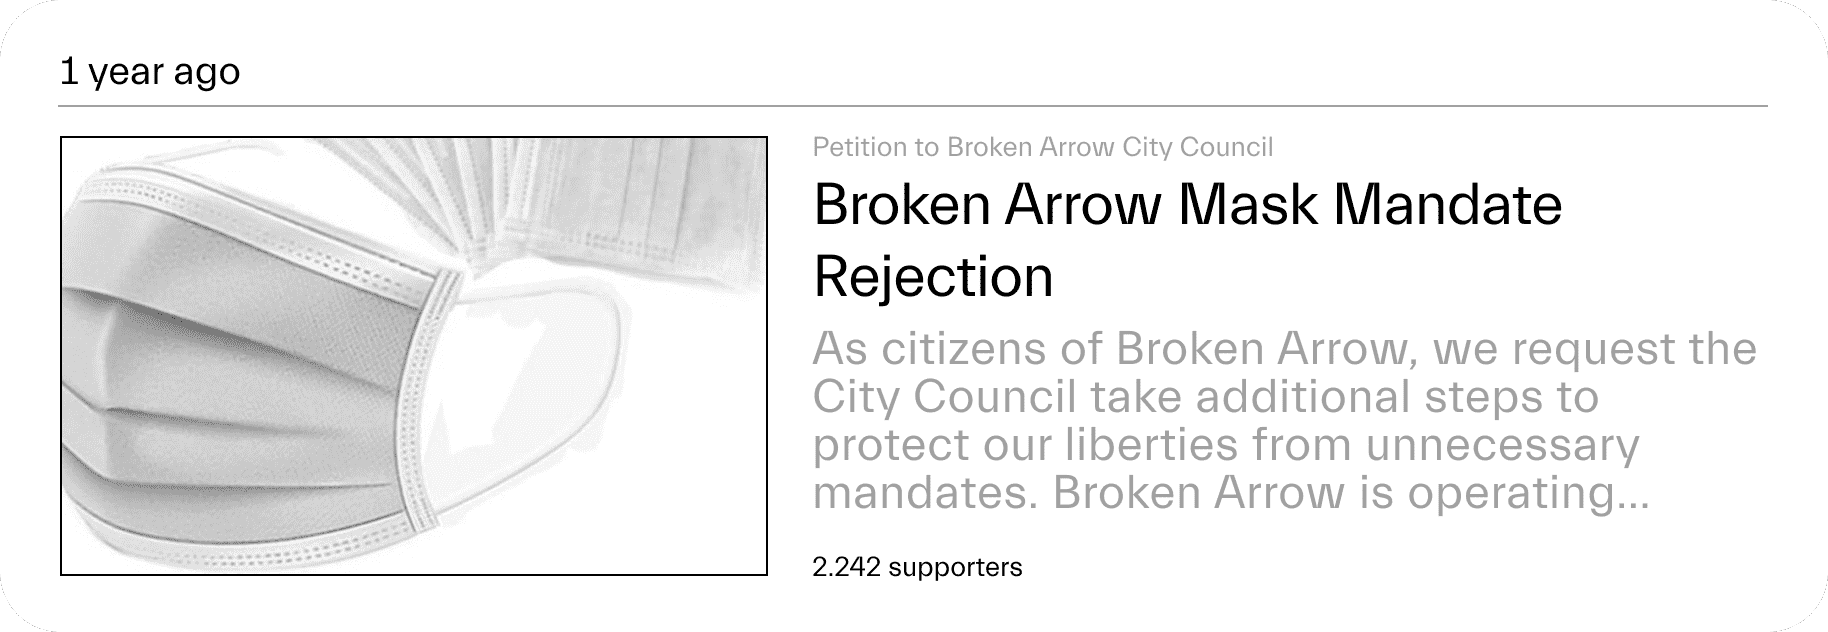 1 year ago
Petition to Broken Arrow City Council
Broken Arrow Mask Mandate
Rejection
As citizens of Broken Arrow, we request the
City Council take additional steps to
protect our liberties from unnecessary
mandates. Broken Arrow is operating...
2.242 supporters